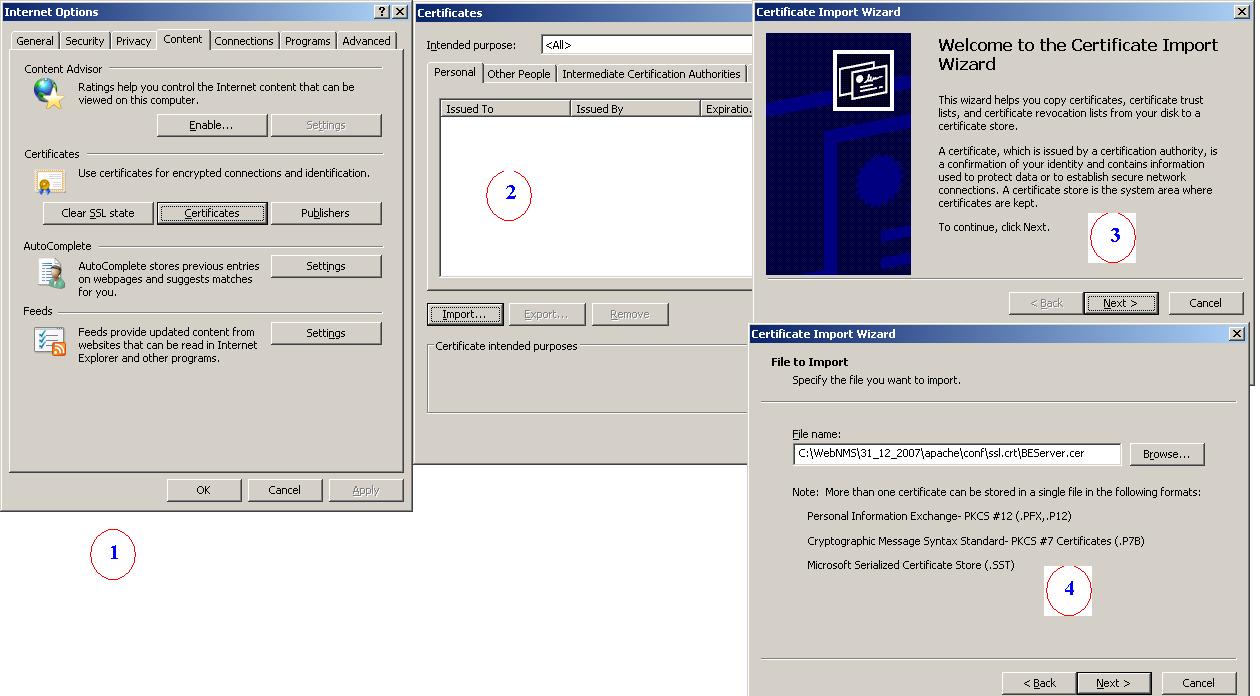 Internet Options
General Security Privacy Content Connections Programs Advanced
Content Advisor
Ratings help you control the Internet content that can be
viewed on this computer.
Enable... Settings
Certificates
Use certificates for encrypted connections and identification.
Clear SSL state Certificates Publishers
AutoComplete
AutoComplete stores previous entries
on webpages and suggests matches
for you.
Settings
Feeds
Feeds provide updated content from
websites that can be read in Internet
Explorer and other programs.
Settings
OK Cancel Apply
1
Certificates
Intended purpose: <All>
Personal Other People Intermediate Certification Authorities
Issued To Issued By Expiratio...
2
Import... Export... Remove
Certificate intended purposes
Certificate Import Wizard
Welcome to the Certificate Import
Wizard
This wizard helps you copy certificates, certificate trust
lists, and certificate revocation lists from your disk to a
certificate store.
A certificate, which is issued by a certification authority, is
a confirmation of your identity and contains information
used to protect data or to establish secure network
connections. A certificate store is the system area where
certificates are kept.
To continue, click Next.
3
< Back Next > Cancel
Certificate Import Wizard
File to Import
Specify the file you want to import.
File name:
C:\WebNMS\31_12_2007\apache\conf\ssl.crt\BEServer.cer Browse...
Note: More than one certificate can be stored in a single file in the following formats:
Personal Information Exchange- PKCS #12 (.PFX,.P12)
Cryptographic Message Syntax Standard- PKCS #7 Certificates (.P7B)
Microsoft Serialized Certificate Store (.SST)
4
< Back Next > Cancel